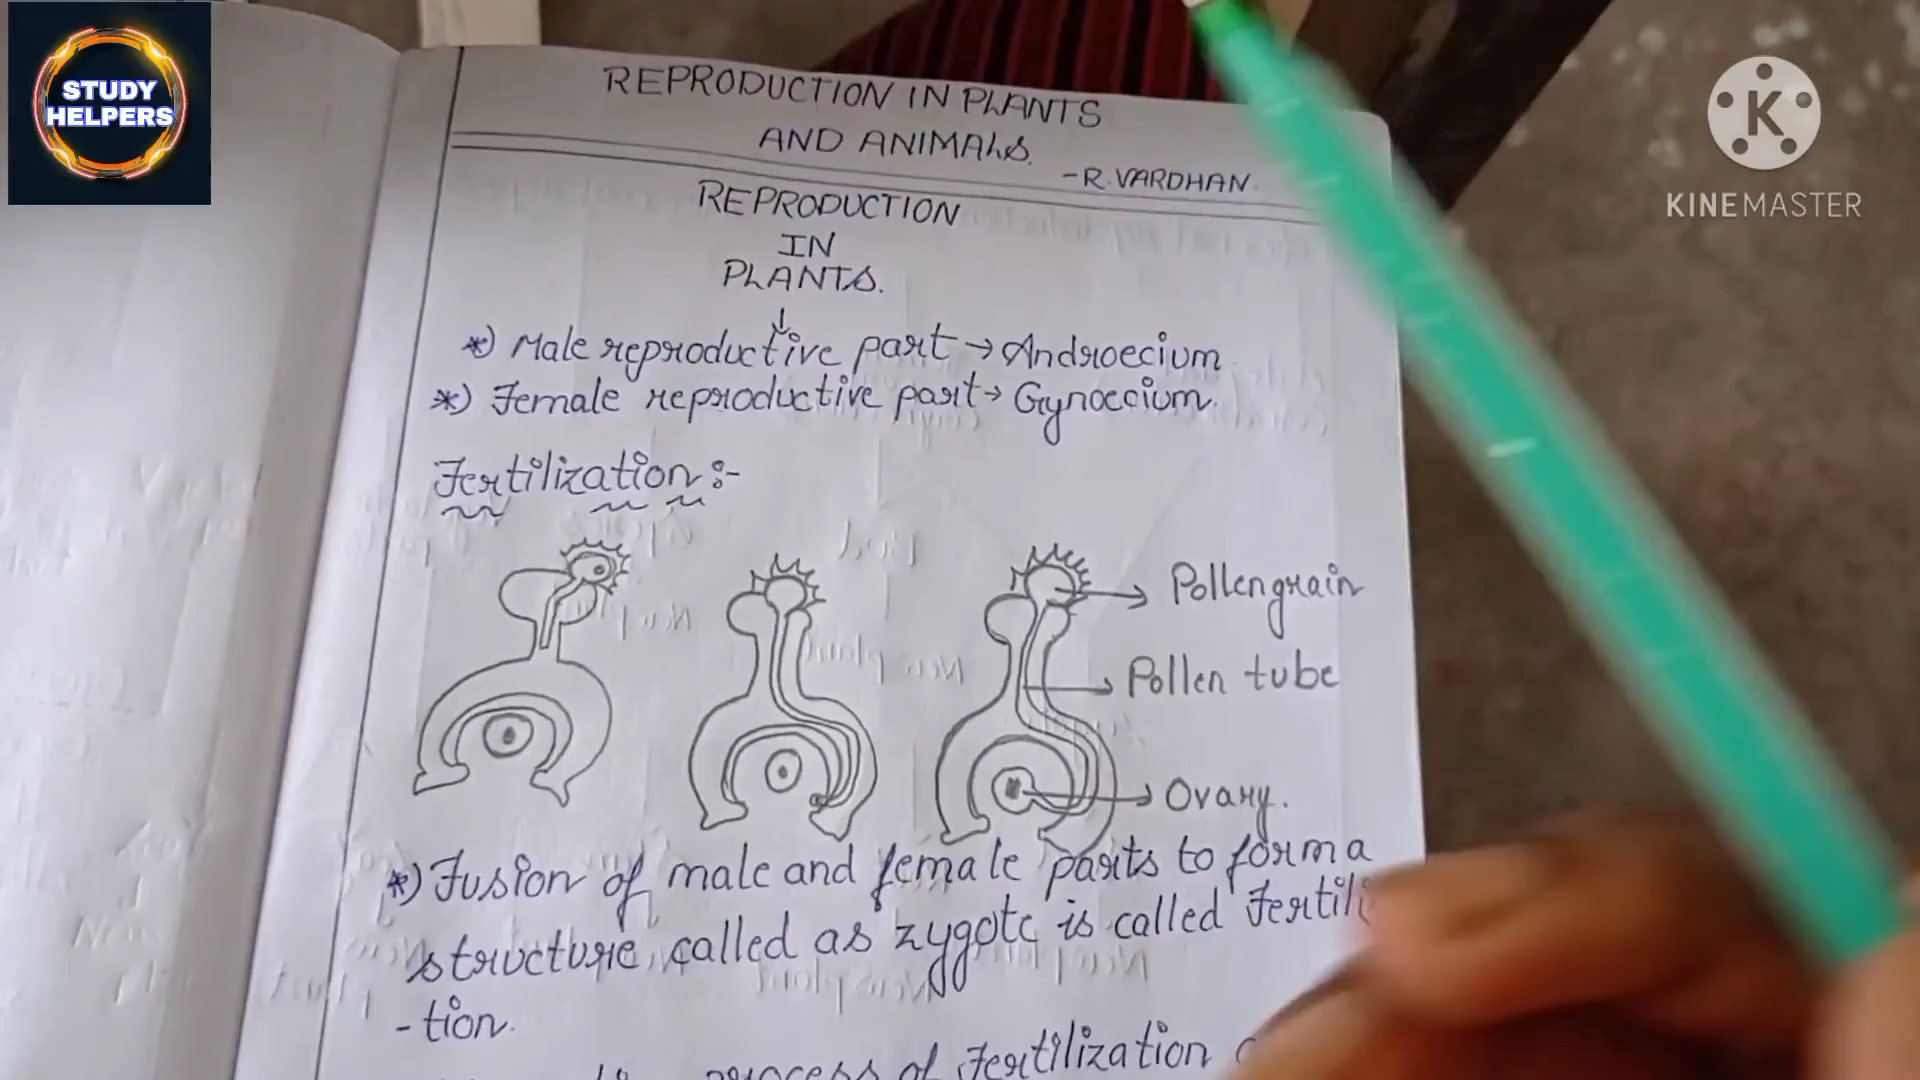 STUDY
HELPERS
K
KINEMASTER
REPRODUCTION IN PLANTS
AND ANIMALS.
-R.VARDHAN.
REPRODUCTION
IN
PLANTS.
*) Male reproductive part → Androecium
*) Female reproductive part → Gynoecium.
Fertilization :-
Pollengrain
Pollen tube
Ovary.
*) Fusion of male and female parts to form a
structure called as zygote is called Fertili
-tion.
process of Fertilization